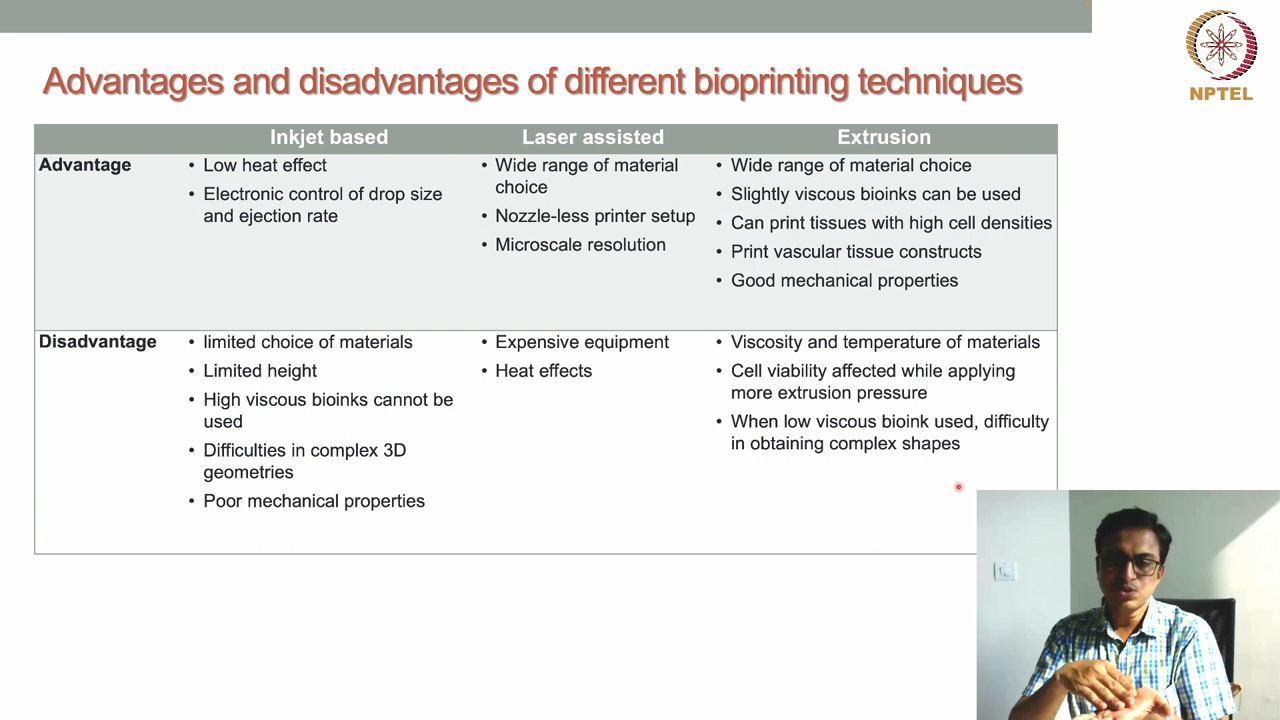 NPTEL
Advantages and disadvantages of different bioprinting techniques
Inkjet based
Laser assisted
Extrusion
Advantage
• Low heat effect
• Electronic control of drop size
and ejection rate
• Wide range of material
choice
• Nozzle-less printer setup
• Microscale resolution
• Wide range of material choice
• Slightly viscous bioinks can be used
• Can print tissues with high cell densities
• Print vascular tissue constructs
• Good mechanical properties
Disadvantage
• limited choice of materials
• Limited height
• High viscous bioinks cannot be
used
• Difficulties in complex 3D
geometries
• Poor mechanical properties
• Expensive equipment
• Heat effects
• Viscosity and temperature of materials
• Cell viability affected while applying
more extrusion pressure
• When low viscous bioink used, difficulty
in obtaining complex shapes